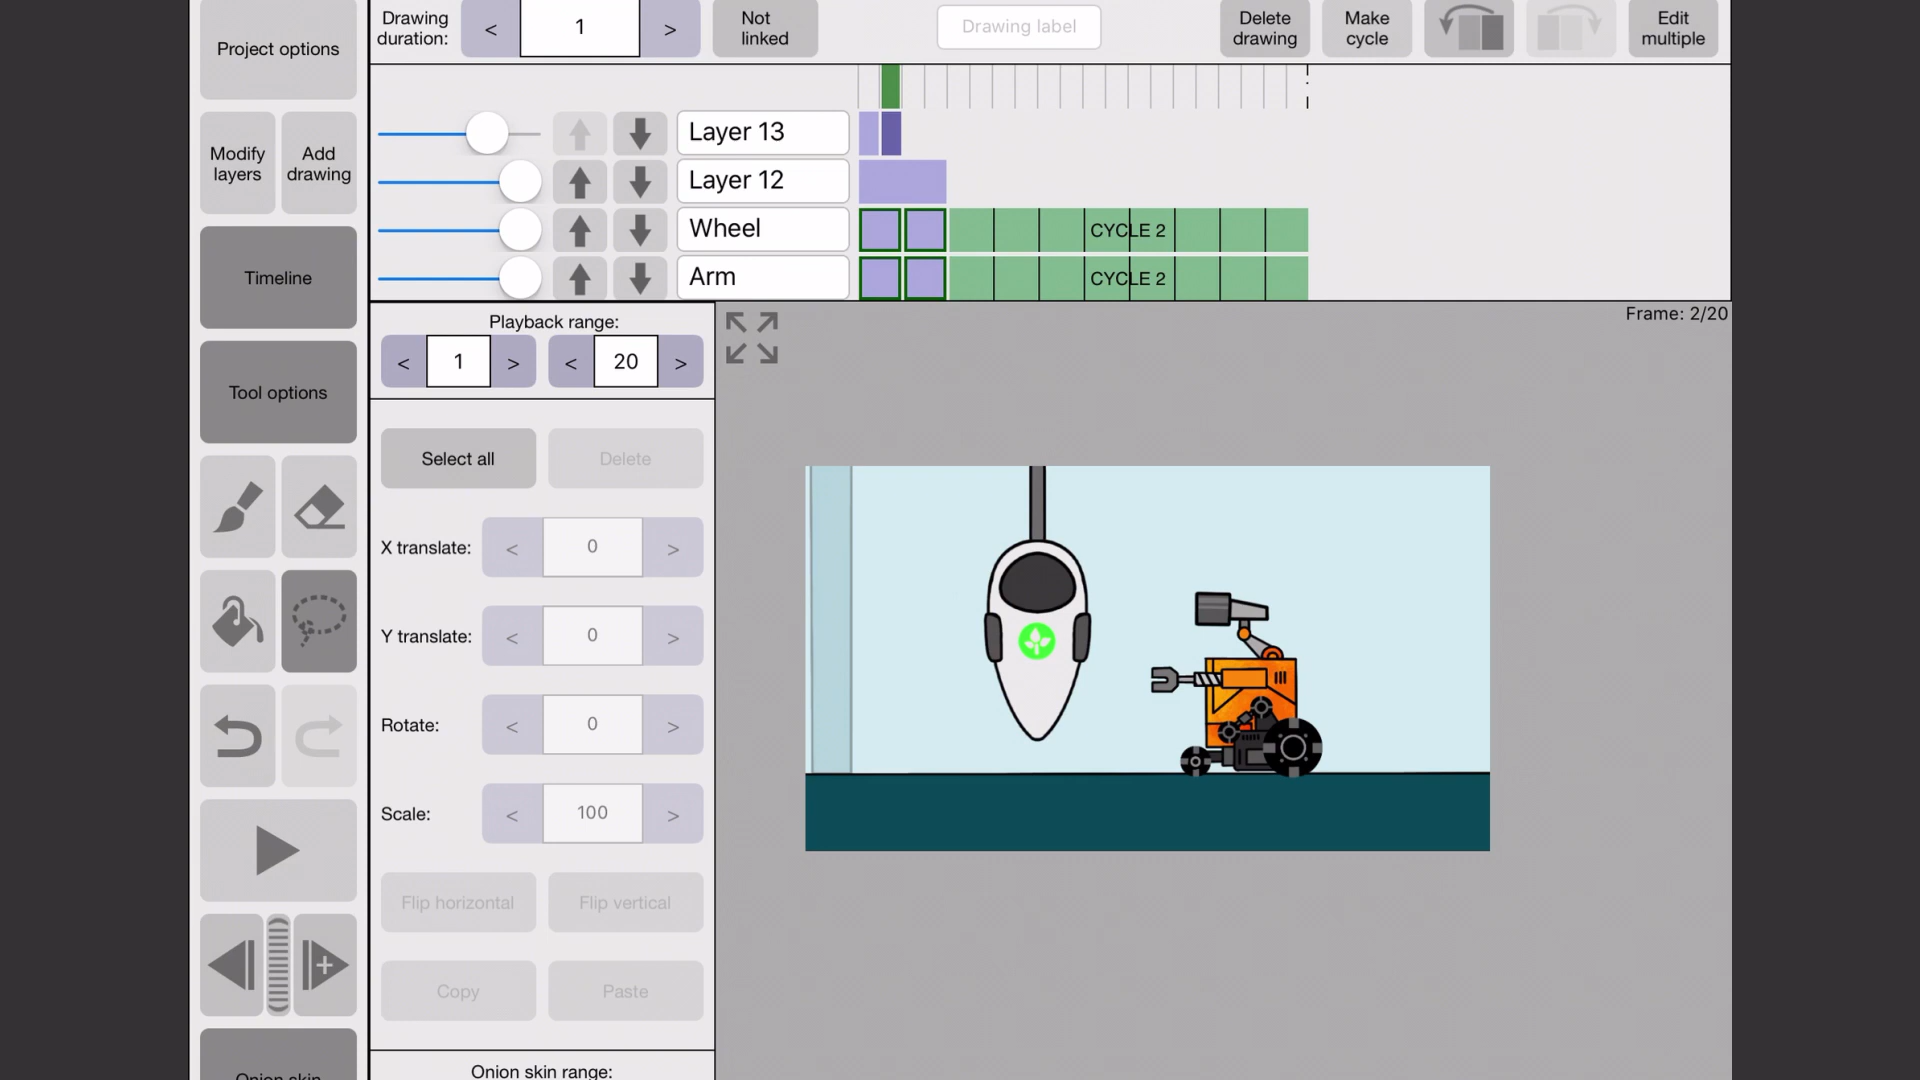 Project options
Drawing
duration:
<
1
>
Not
linked
Drawing label
Delete
drawing
Make
cycle
Edit
multiple
Modify
layers
Add
drawing
Layer 13
Layer 12
Wheel
CYCLE 2
Arm
CYCLE 2
Timeline
Frame: 2/20
Playback range:
< 1 > < 20 >
Tool options
Select all
Delete
X translate: < 0 >
Y translate: < 0 >
Rotate: < 0 >
Scale: < 100 >
Flip horizontal
Flip vertical
Copy
Paste
Onion skin
Onion skin range: